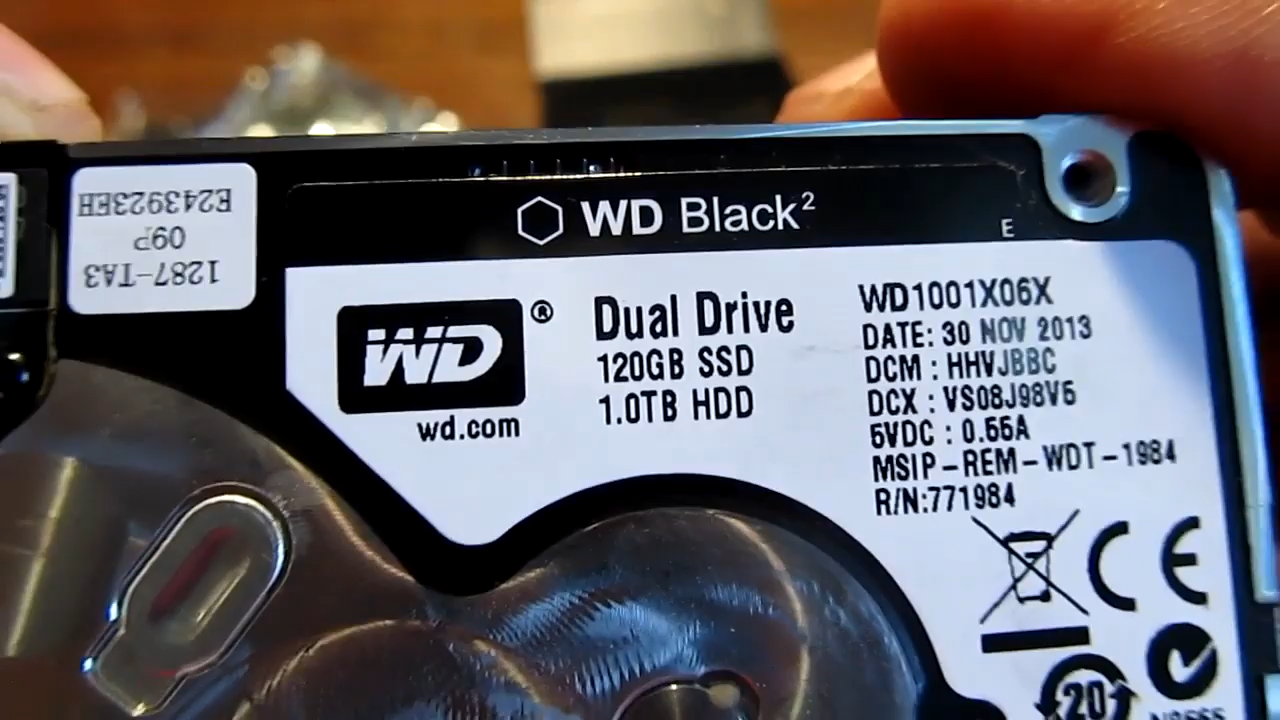 E243923EH
09P
1287-TA3
WD Black²
E
WD®
wd.com
Dual Drive
120GB SSD
1.0TB HDD
WD1001X06X
DATE: 30 NOV 2013
DCM : HHVJBBC
DCX : VS08J98V6
5VDC : 0.55A
MSIP-REM-WDT-1984
R/N:771984
CE
20